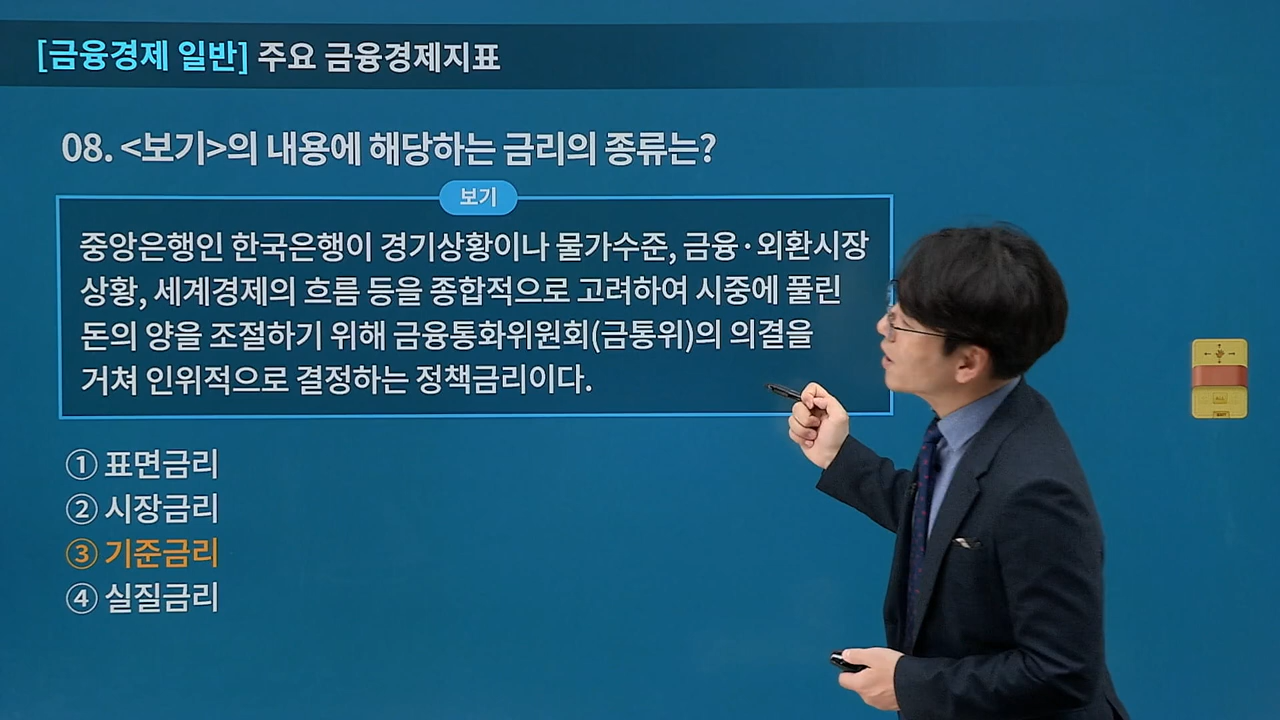 [금융경제 일반] 주요 금융경제지표
08. <보기>의 내용에 해당하는 금리의 종류는?
보기
중앙은행인 한국은행이 경기상황이나 물가수준, 금융·외환시장
상황, 세계경제의 흐름 등을 종합적으로 고려하여 시중에 풀린
돈의 양을 조절하기 위해 금융통화위원회(금통위)의 의결을
거쳐 인위적으로 결정하는 정책금리이다.
① 표면금리
② 시장금리
③ 기준금리
④ 실질금리